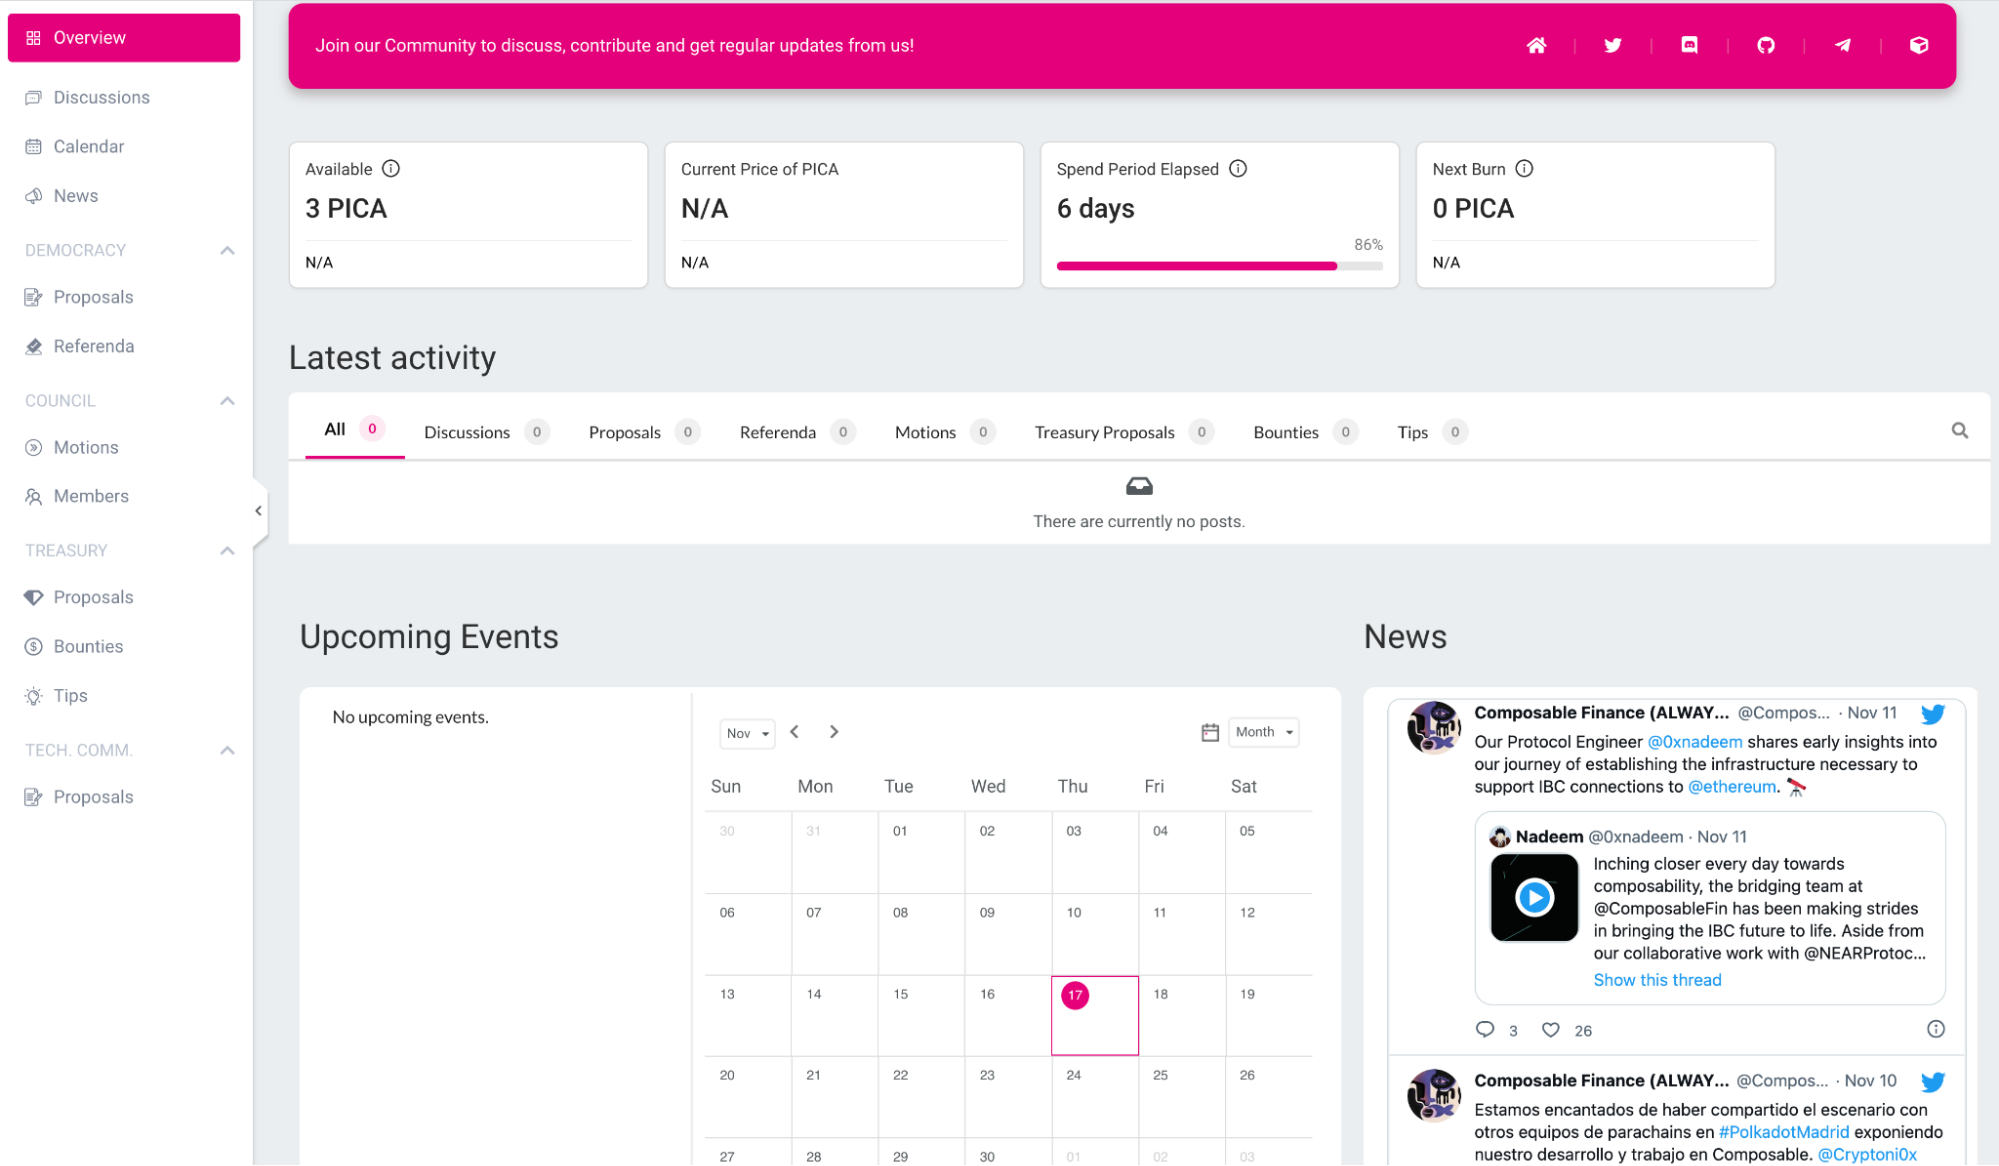 Overview
Discussions
Calendar
News
DEMOCRACY
Proposals
Referenda
COUNCIL
Motions
Members
TREASURY
Proposals
Bounties
Tips
TECH. COMM.
Proposals
Join our Community to discuss, contribute and get regular updates from us!
Available
3 PICA
N/A
Current Price of PICA
N/A
N/A
Spend Period Elapsed
6 days
86%
Next Burn
0 PICA
N/A
Latest activity
All 0 Discussions 0 Proposals 0 Referenda 0 Motions 0 Treasury Proposals 0 Bounties 0 Tips 0
There are currently no posts.
Upcoming Events
No upcoming events.
Nov Month
Sun Mon Tue Wed Thu Fri Sat
30 31 01 02 03 04 05
06 07 08 09 10 11 12
13 14 15 16 17 18 19
20 21 22 23 24 25 26
27 28 29 30 01 02 03
News
Composable Finance (ALWAY... @Compos... · Nov 11
Our Protocol Engineer @0xnadeem shares early insights into
our journey of establishing the infrastructure necessary to
support IBC connections to @ethereum.
Nadeem @0xnadeem · Nov 11
Inching closer every day towards
composability, the bridging team at
@ComposableFin has been making strides
in bringing the IBC future to life. Aside from
our collaborative work with @NEARProtoc...
Show this thread
3 26
Composable Finance (ALWAY... @Compos... · Nov 10
Estamos encantados de haber compartido el escenario con
otros equipos de parachains en #PolkadotMadrid exponiendo
nuestro desarrollo y trabajo en Composable. @Cryptoni0x